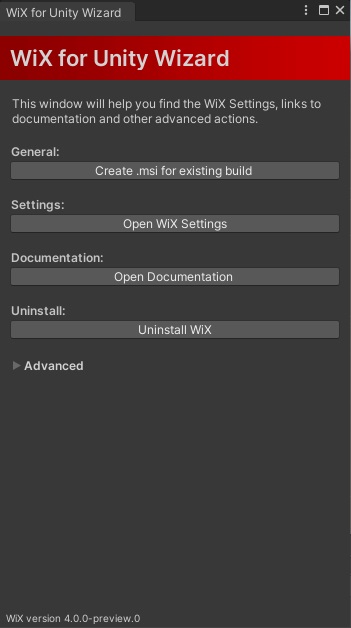 WiX for Unity Wizard
WiX for Unity Wizard
This window will help you find the WiX Settings, links to
documentation and other advanced actions.
General:
Create .msi for existing build
Settings:
Open WiX Settings
Documentation:
Open Documentation
Uninstall:
Uninstall WiX
Advanced
WiX version 4.0.0-preview.0